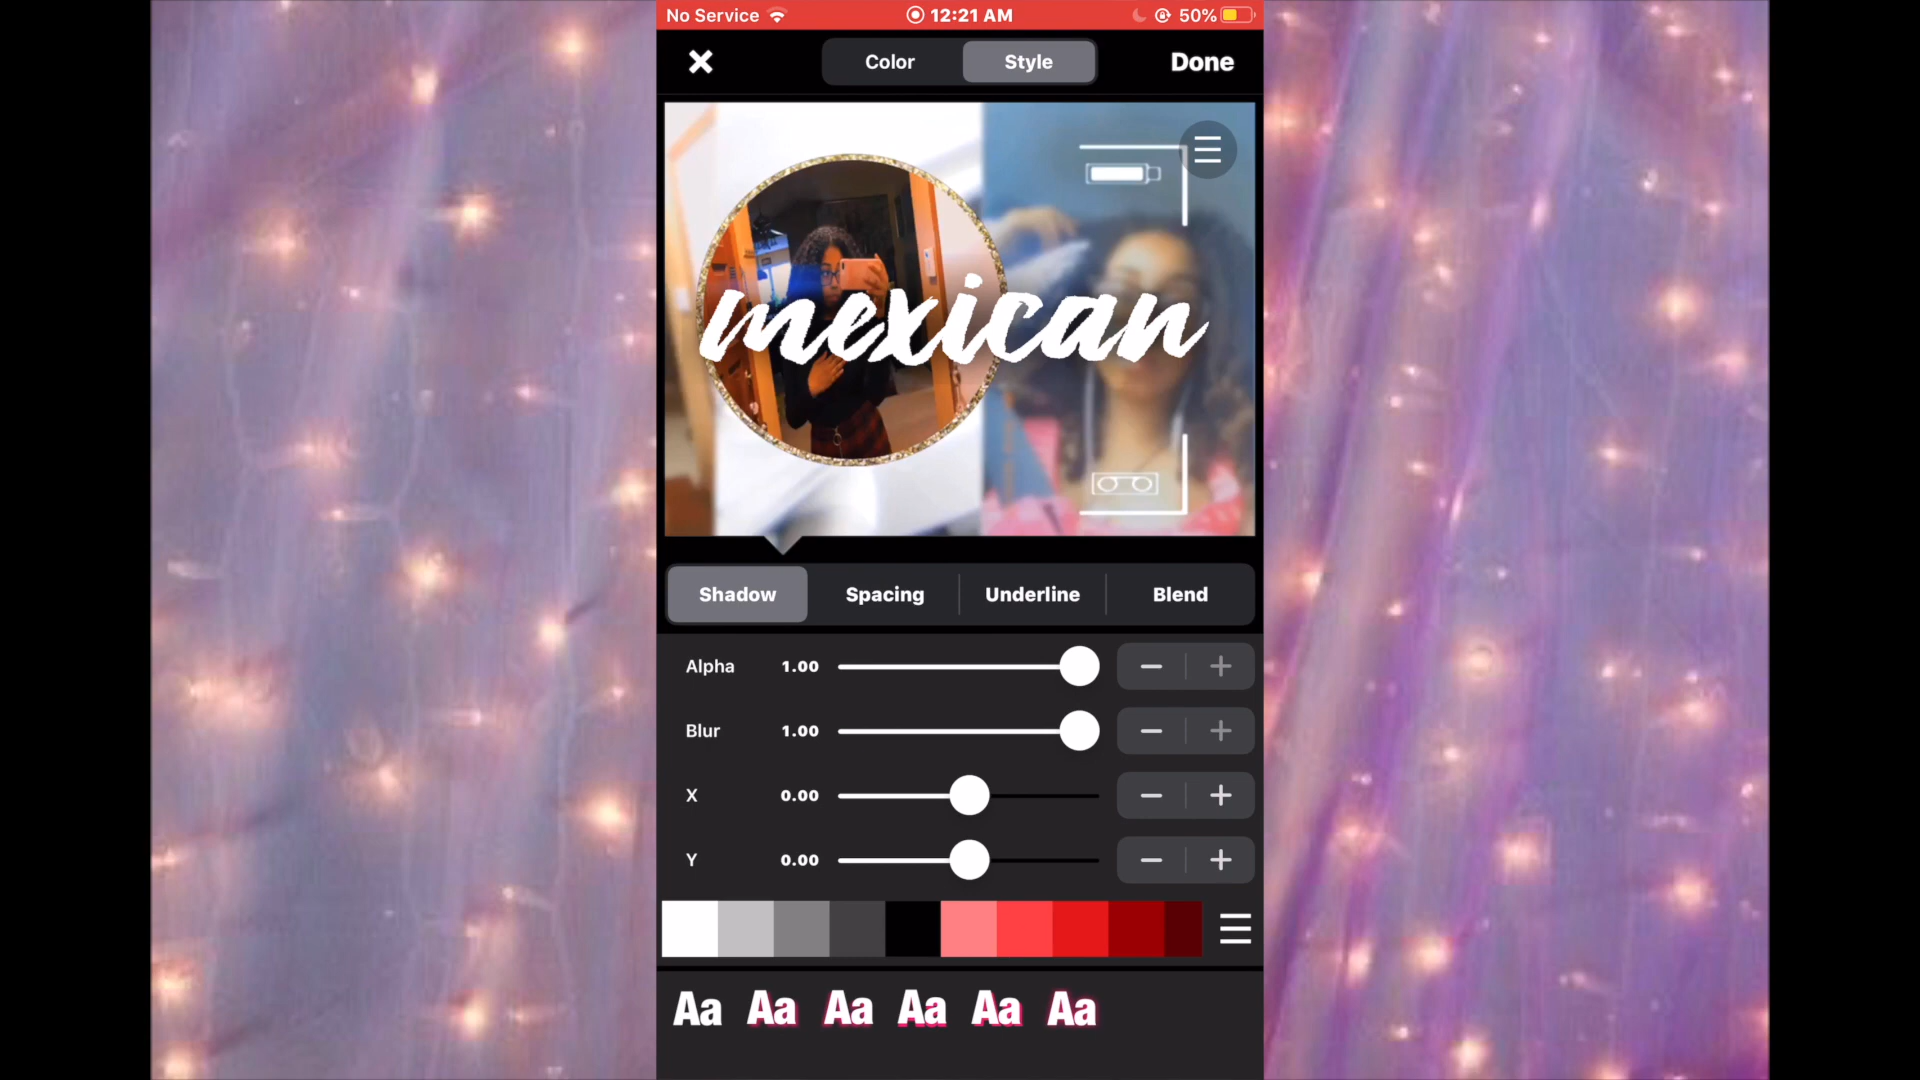 No Service 12:21 AM 50%
Color Style Done
mexican
Shadow Spacing Underline Blend
Alpha 1.00
Blur 1.00
X 0.00
Y 0.00
Aa Aa Aa Aa Aa Aa